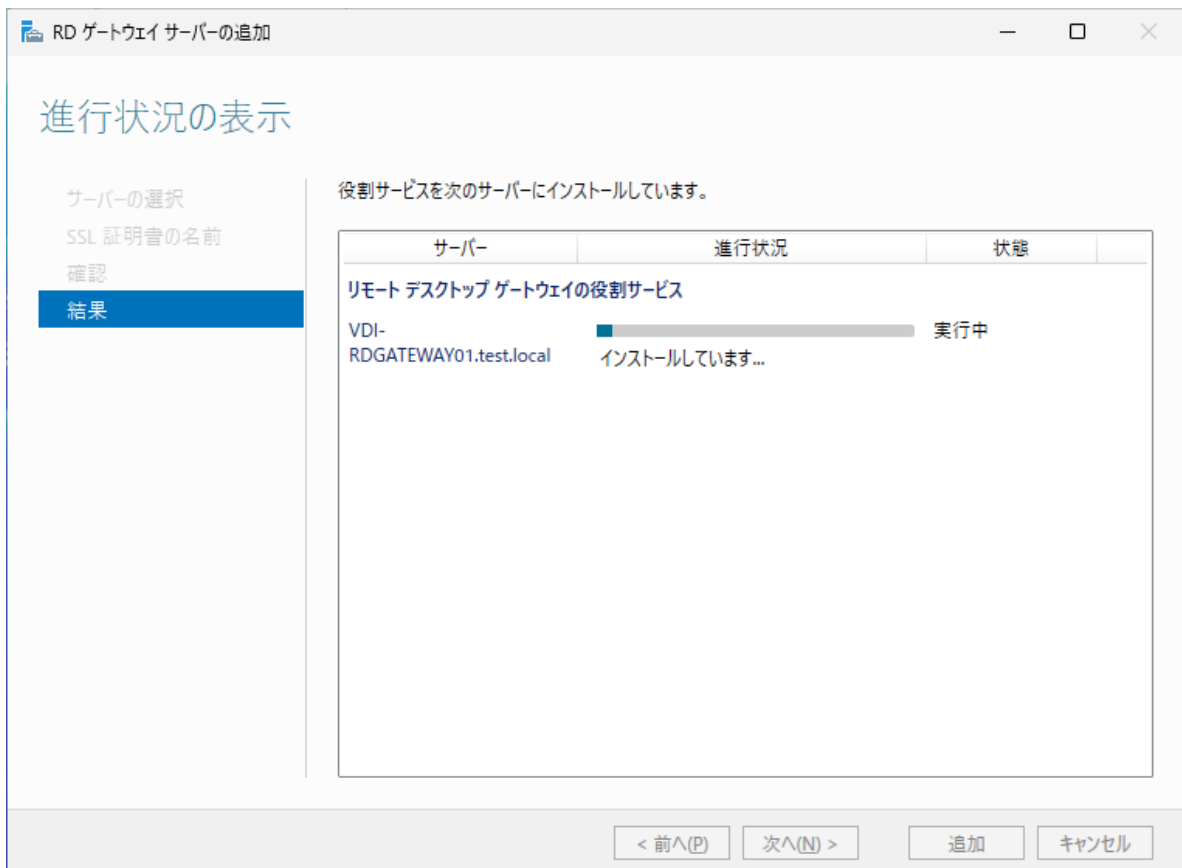 RD ゲートウェイ サーバーの追加
進行状況の表示
サーバーの選択
SSL 証明書の名前
確認
結果
役割サービスを次のサーバーにインストールしています。
サーバー 進行状況 状態
リモート デスクトップ ゲートウェイの役割サービス
VDI- 実行中
RDGATEWAY01.test.local インストールしています...
< 前へ(P) 次へ(N) > 追加 キャンセル